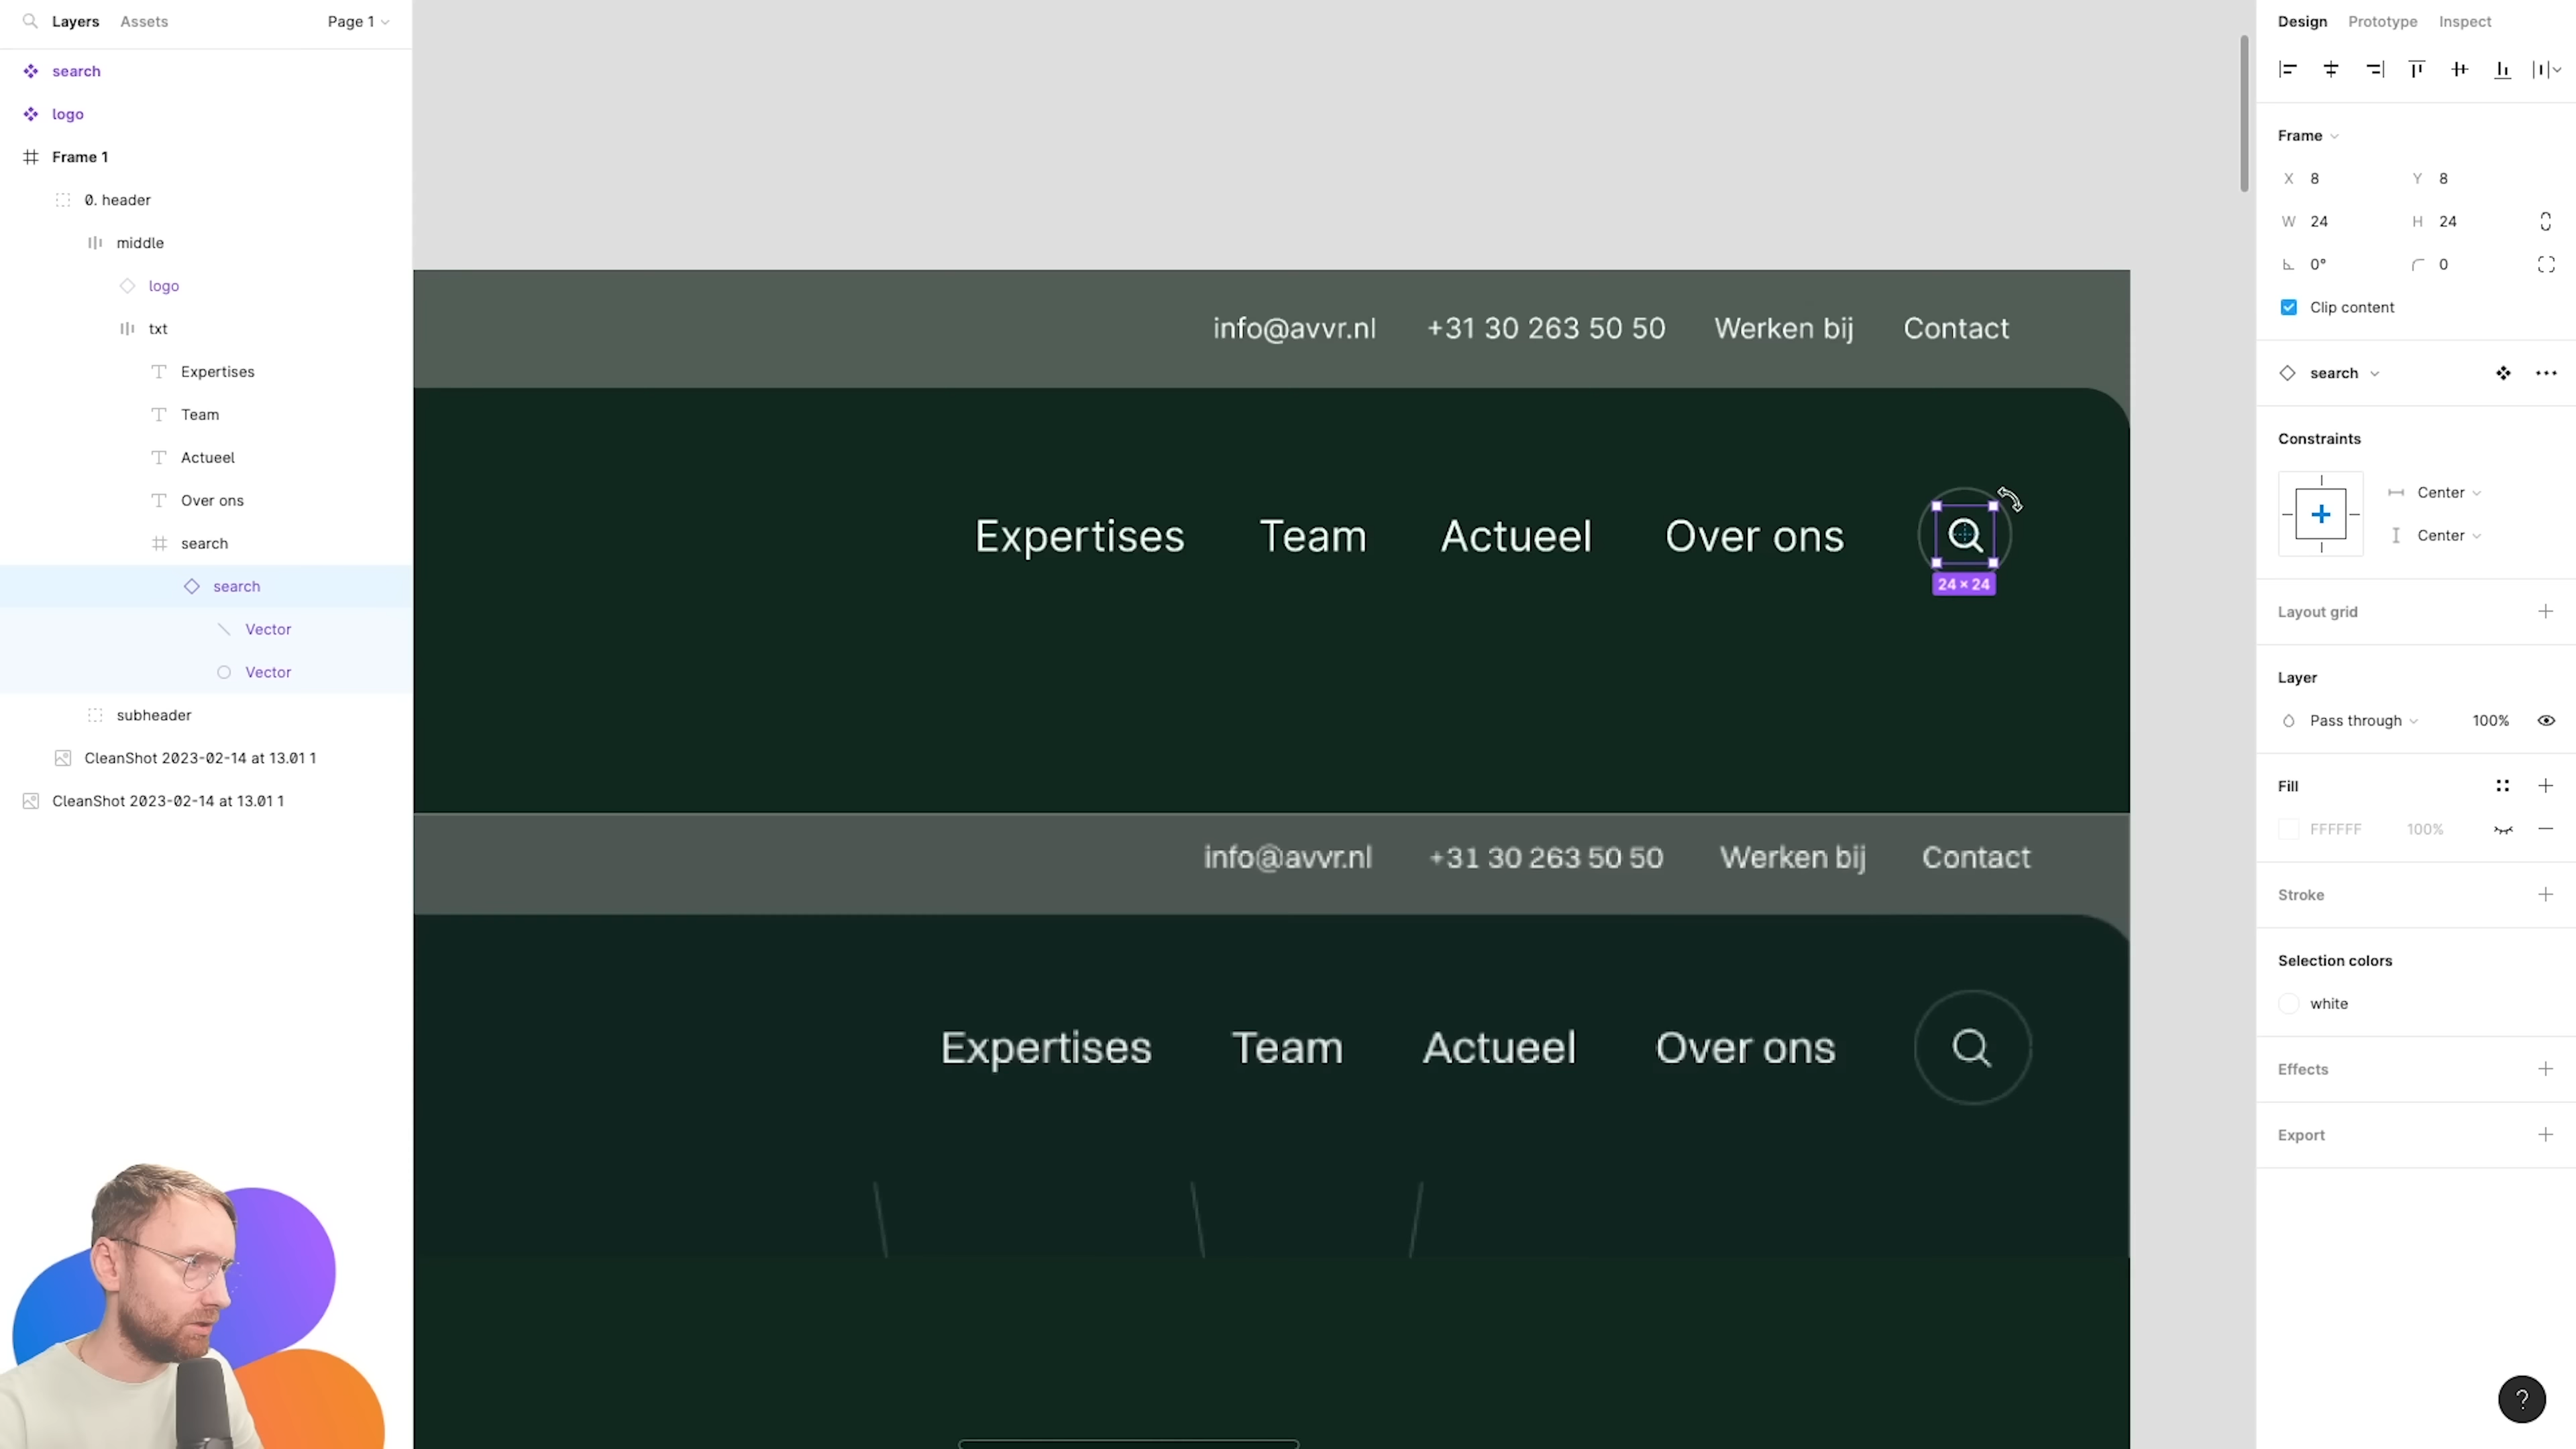 Layers Assets Page 1
search
logo
Frame 1
0. header
middle
logo
txt
Expertises
Team
Actueel
Over ons
search
search
Vector
Vector
subheader
CleanShot 2023-02-14 at 13.01 1
CleanShot 2023-02-14 at 13.01 1
info@avvr.nl +31 30 263 50 50 Werken bij Contact
Expertises Team Actueel Over ons
24 × 24
info@avvr.nl +31 30 263 50 50 Werken bij Contact
Expertises Team Actueel Over ons
Design Prototype Inspect
Frame
X 8 Y 8
W 24 H 24
0° 0
Clip content
search
Constraints
Center
Center
Layout grid
Layer
Pass through 100%
Fill
FFFFFF 100%
Stroke
Selection colors
white
Effects
Export
?